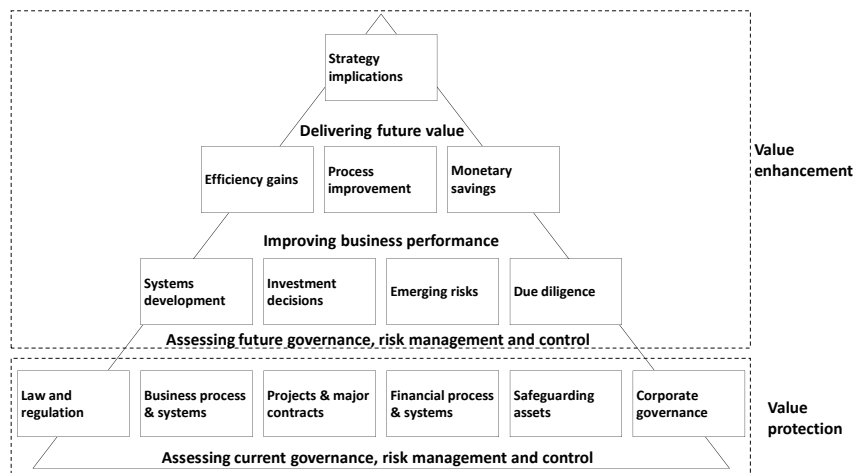 Strategy
implications
Delivering future value
Value
enhancement
Efficiency gains
Process
improvement
Monetary
savings
Improving business performance
Systems
development
Investment
decisions
Emerging risks
Due diligence
Assessing future governance, risk management and control
Law and
regulation
Business process
& systems
Projects & major
contracts
Financial process
& systems
Safeguarding
assets
Corporate
governance
Value
protection
Assessing current governance, risk management and control